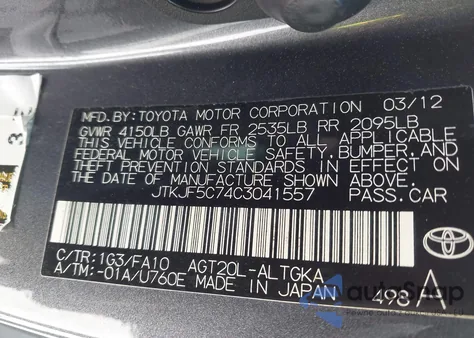 MFD. BY: TOYOTA MOTOR CORPORATION 03/12
GVWR 4150LB GAWR FR 2535LB RR 2095LB
THIS VEHICLE CONFORMS TO ALL APPLICABLE
FEDERAL MOTOR VEHICLE SAFETY, BUMPER, AND
THEFT PREVENTION STANDARDS IN EFFECT ON
THE DATE OF MANUFACTURE SHOWN ABOVE.
JTKJF5C74C3041557 PASS.CAR
C/TR: 1G3/FA10 AGT20L-ALTGKA
A/TM: -01A/U760E MADE IN JAPAN 498 A
TOYOTA
autoSnap